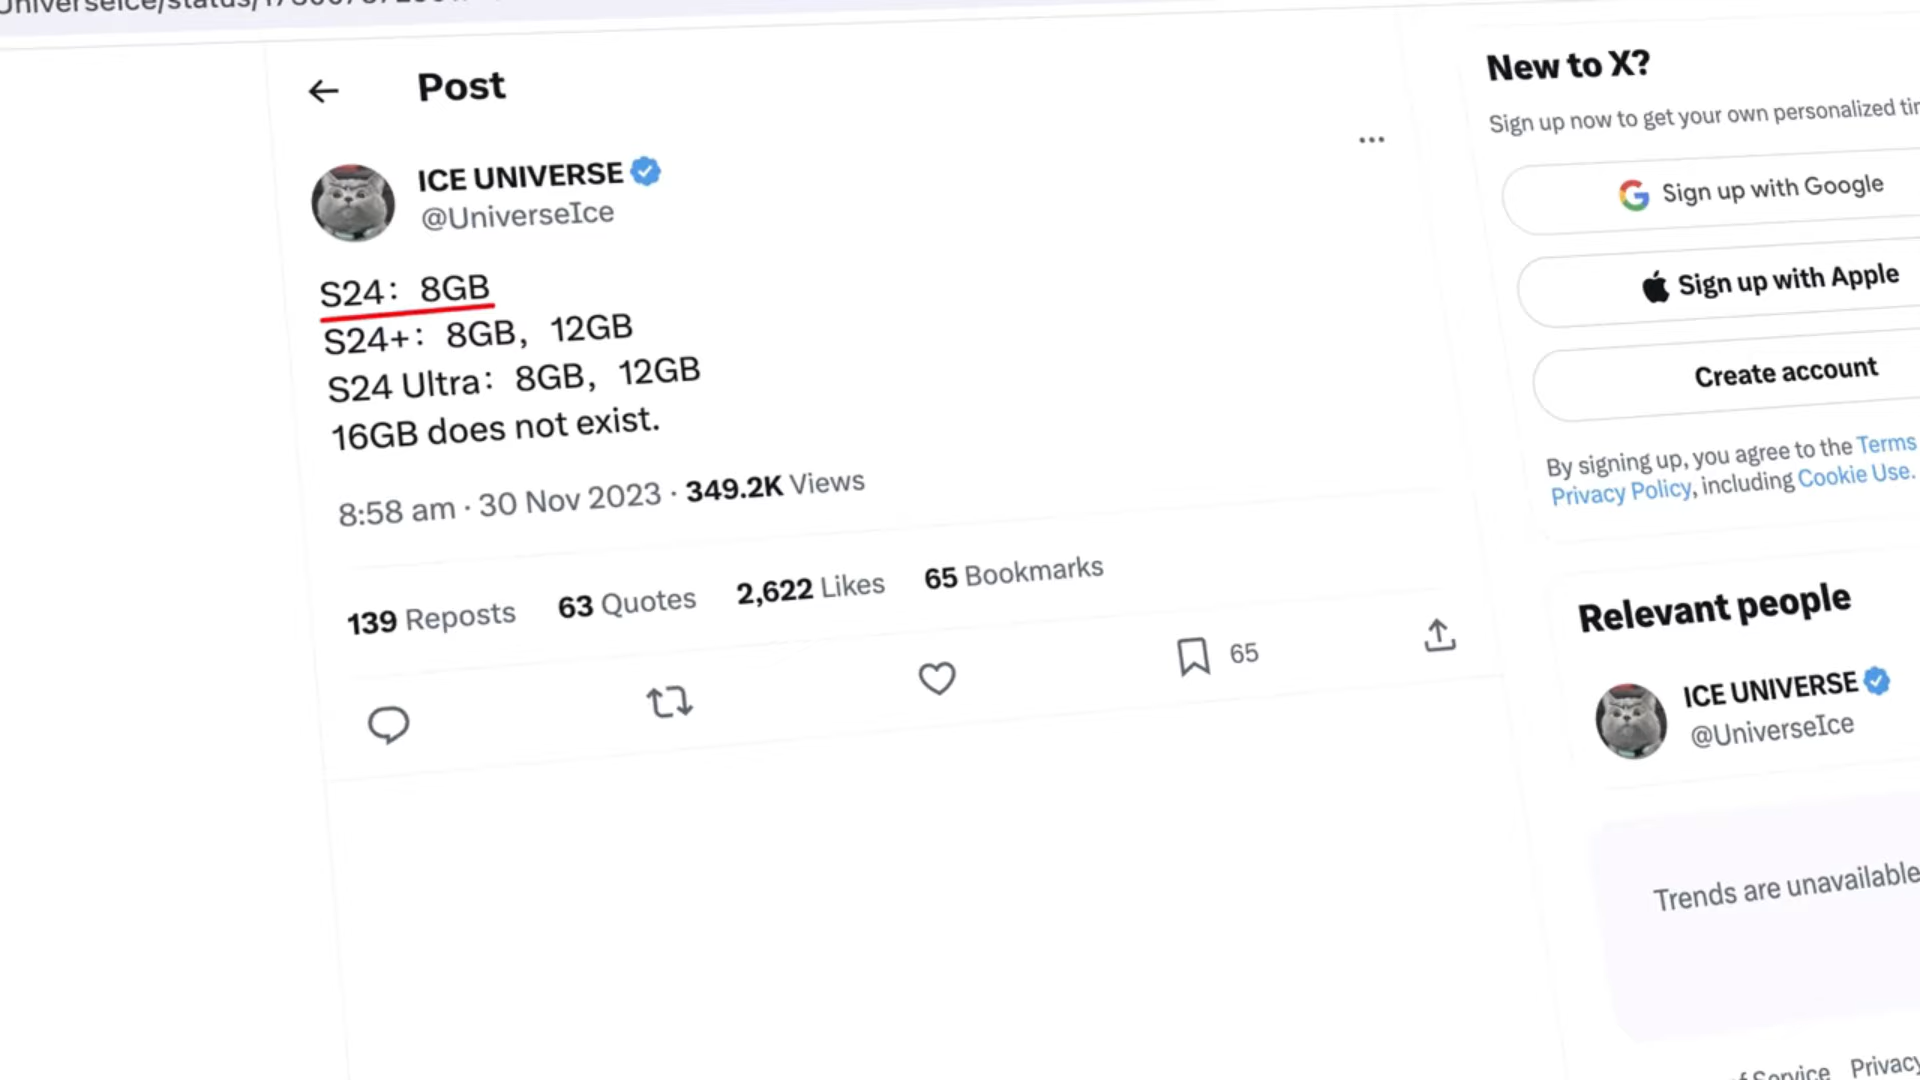 Post
ICE UNIVERSE
@UniverseIce
S24: 8GB
S24+: 8GB, 12GB
S24 Ultra: 8GB, 12GB
16GB does not exist.
8:58 am · 30 Nov 2023 · 349.2K Views
139 Reposts 63 Quotes 2,622 Likes 65 Bookmarks
65
New to X?
Sign up now to get your own personalized
Sign up with Google
Sign up with Apple
Create account
By signing up, you agree to the Terms
Privacy Policy, including Cookie Use.
Relevant people
ICE UNIVERSE
@UniverseIce
Trends are unavailable
Service Privacy